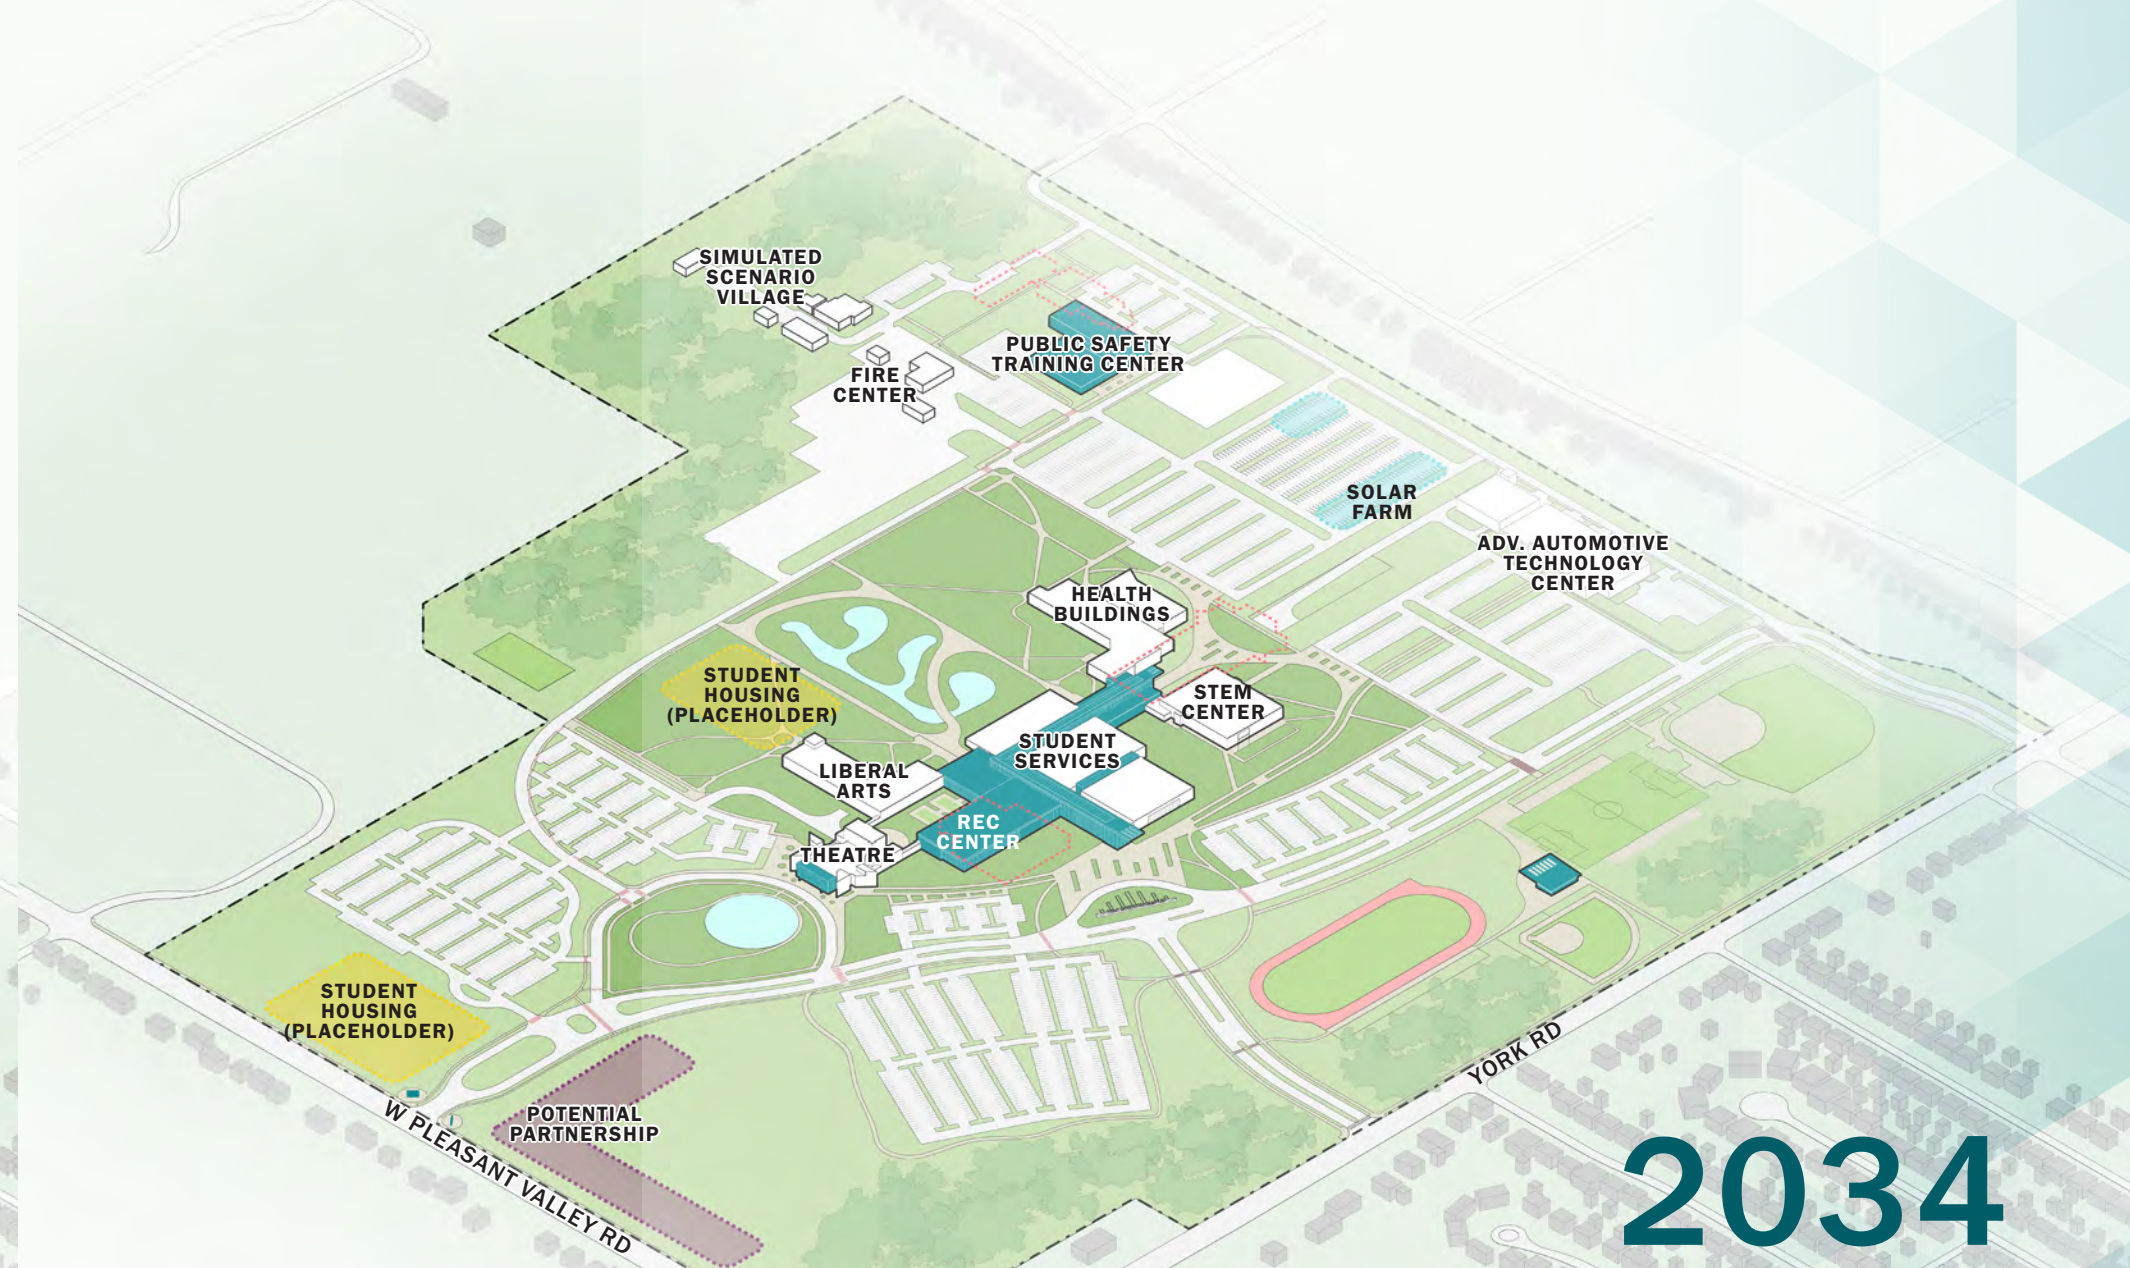 SIMULATED
SCENARIO
VILLAGE
PUBLIC SAFETY
TRAINING CENTER
FIRE
CENTER
SOLAR
FARM
ADV. AUTOMOTIVE
TECHNOLOGY
CENTER
HEALTH
BUILDINGS
STUDENT
HOUSING
(PLACEHOLDER)
STEM
CENTER
STUDENT
SERVICES
LIBERAL
ARTS
REC
CENTER
THEATRE
STUDENT
HOUSING
(PLACEHOLDER)
YORK RD
POTENTIAL
PARTNERSHIP
W PLEASANT VALLEY RD
2034